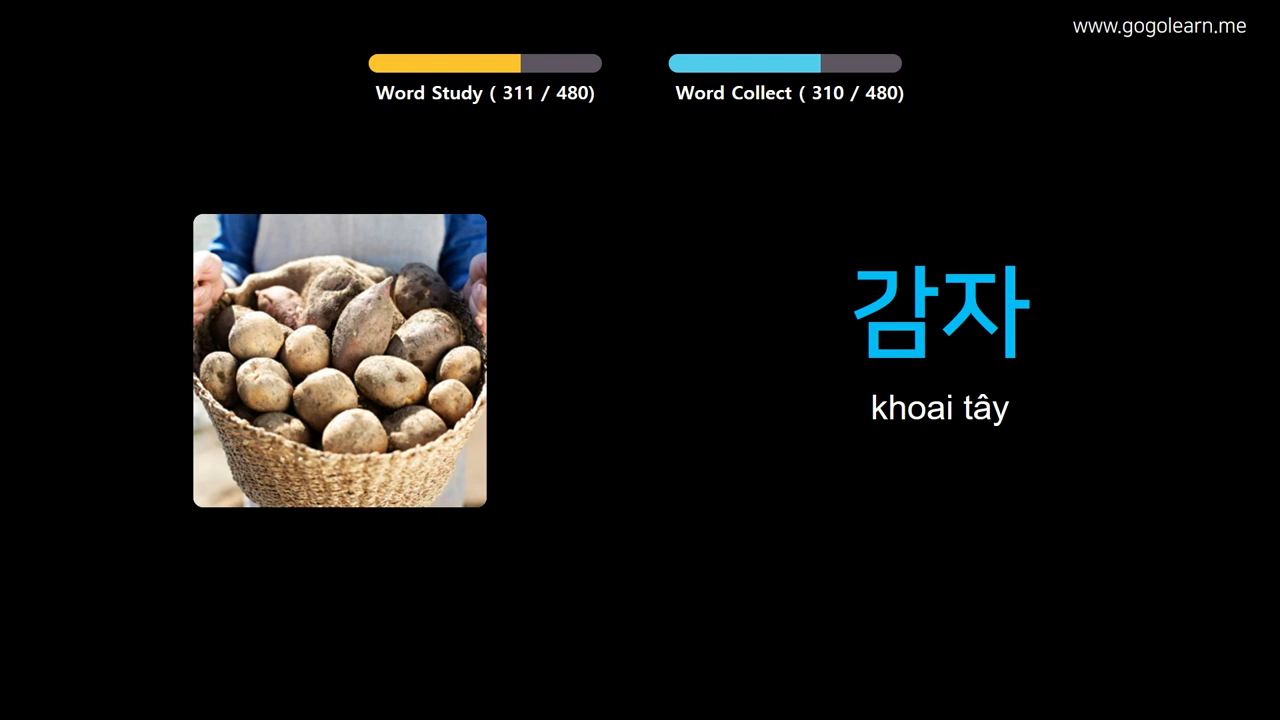 www.gogolearn.me
Word Study ( 311 / 480)
Word Collect ( 310 / 480)
감자
khoai tây